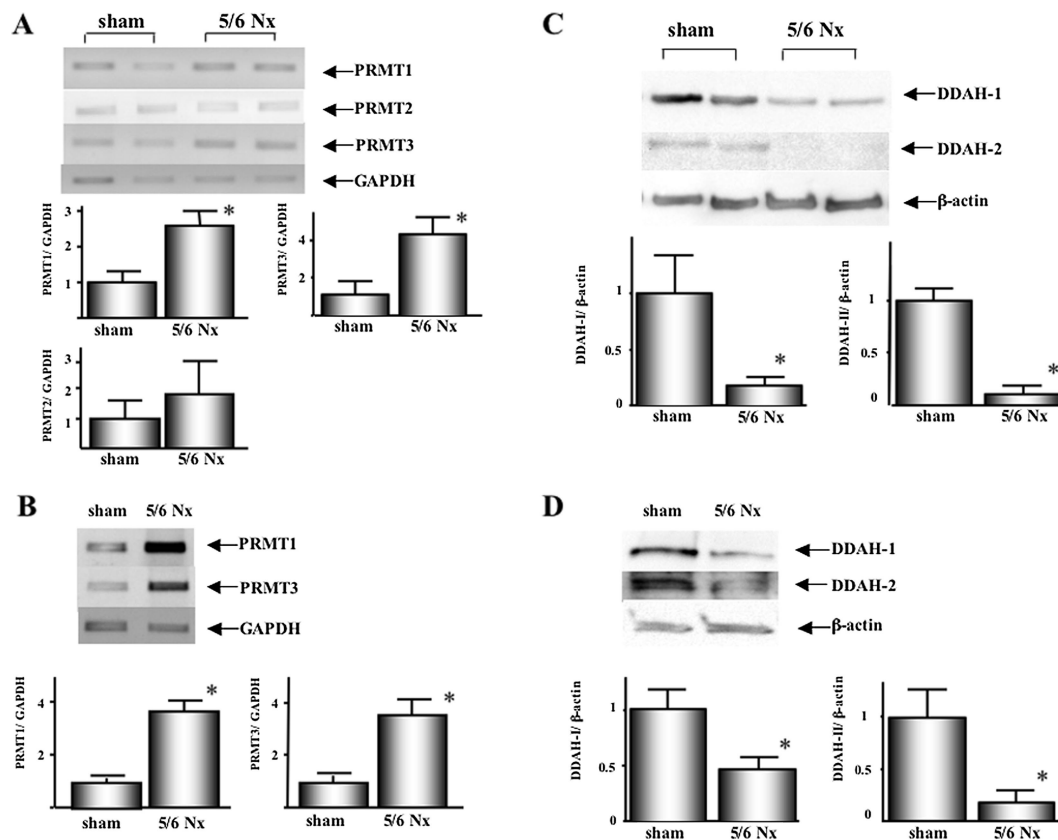 A
sham 5/6 Nx
PRMT1
PRMT2
PRMT3
GAPDH
PRMT1/ GAPDH
3
2
1
*
sham 5/6 Nx
PRMT3/ GAPDH
4
2
*
sham 5/6 Nx
PRMT2/ GAPDH
3
2
1
sham 5/6 Nx
B
sham 5/6 Nx
PRMT1
PRMT3
GAPDH
PRMT1/ GAPDH
4
2
*
sham 5/6 Nx
PRMT3/ GAPDH
4
2
*
sham 5/6 Nx
C
sham 5/6 Nx
DDAH-1
DDAH-2
β-actin
DDAH-I/ β-actin
1
0.5
0
*
sham 5/6 Nx
DDAH-II/ β-actin
1
0.5
0
*
sham 5/6 Nx
D
sham 5/6 Nx
DDAH-1
DDAH-2
β-actin
DDAH-I/ β-actin
1
0.5
0
*
sham 5/6 Nx
DDAH-II/ β-actin
1
0.5
0
*
sham 5/6 Nx